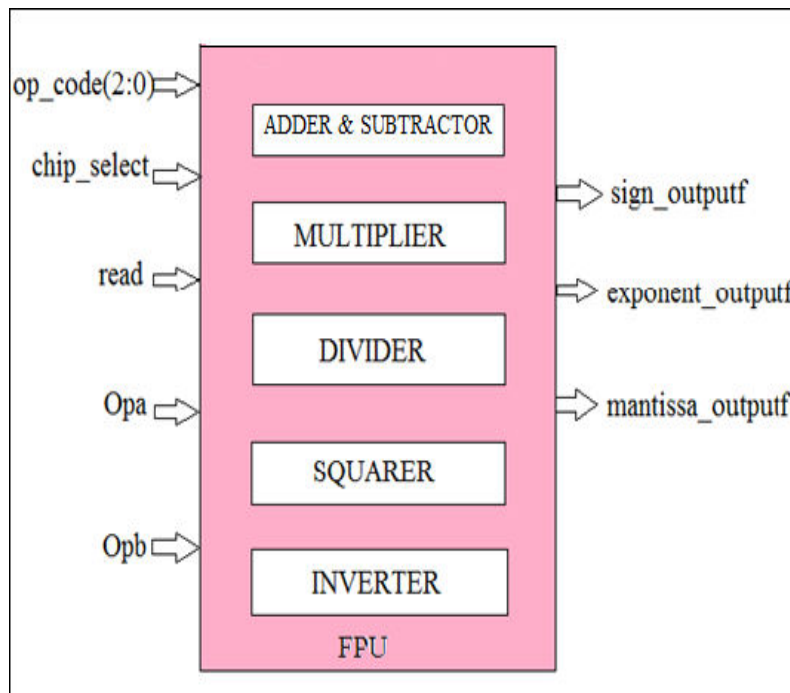 op_code(2:0)
chip_select
read
Opa
Opb
ADDER & SUBTRACTOR
MULTIPLIER
DIVIDER
SQUARER
INVERTER
FPU
sign_outputf
exponent_outputf
mantissa_outputf